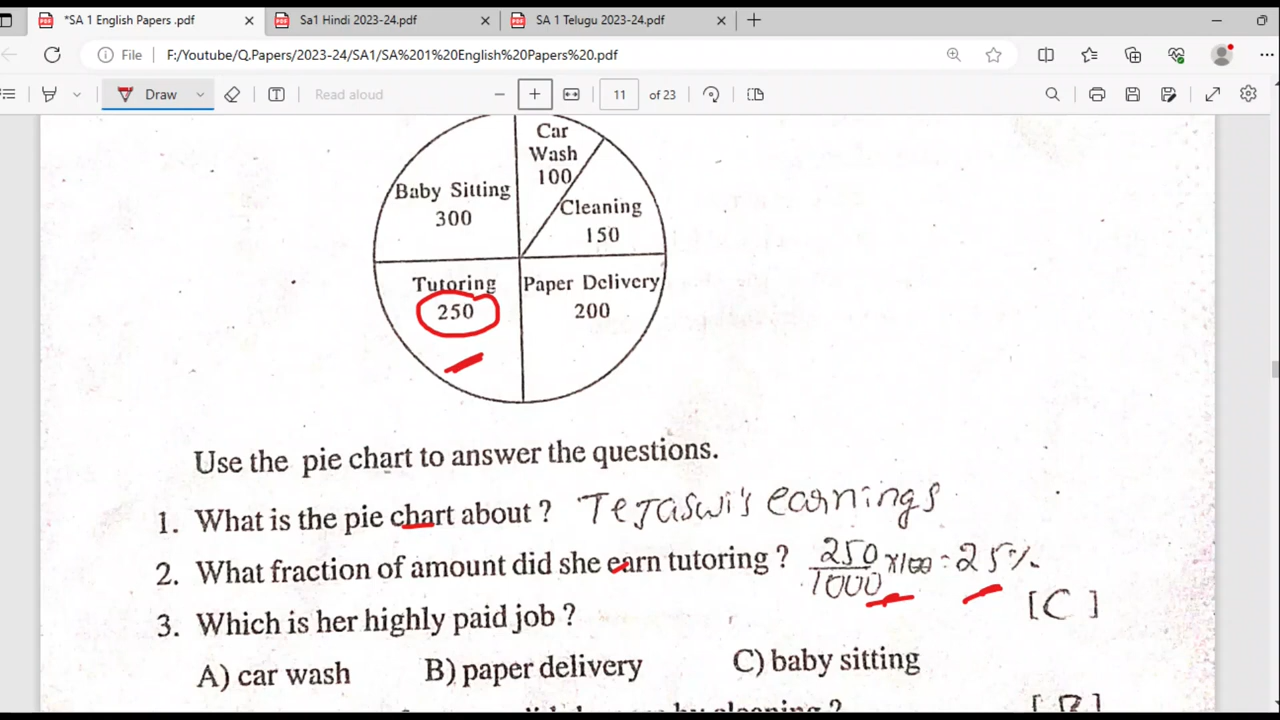 *SA 1 English Papers .pdf
Sa1 Hindi 2023-24.pdf
SA 1 Telugu 2023-24.pdf
File
F:/Youtube/Q.Papers/2023-24/SA1/SA%201%20English%20Papers%20.pdf
Draw
Read aloud
11 of 23
Car
Wash
100
Baby Sitting
300
Cleaning
150
Tutoring
250
Paper Delivery
200
Use the pie chart to answer the questions.
1. What is the pie chart about ? Tejaswi's earnings
2. What fraction of amount did she earn tutoring ? 250/1000 x100 = 25%
3. Which is her highly paid job ? [C]
A) car wash B) paper delivery C) baby sitting
cleaning ? [B]